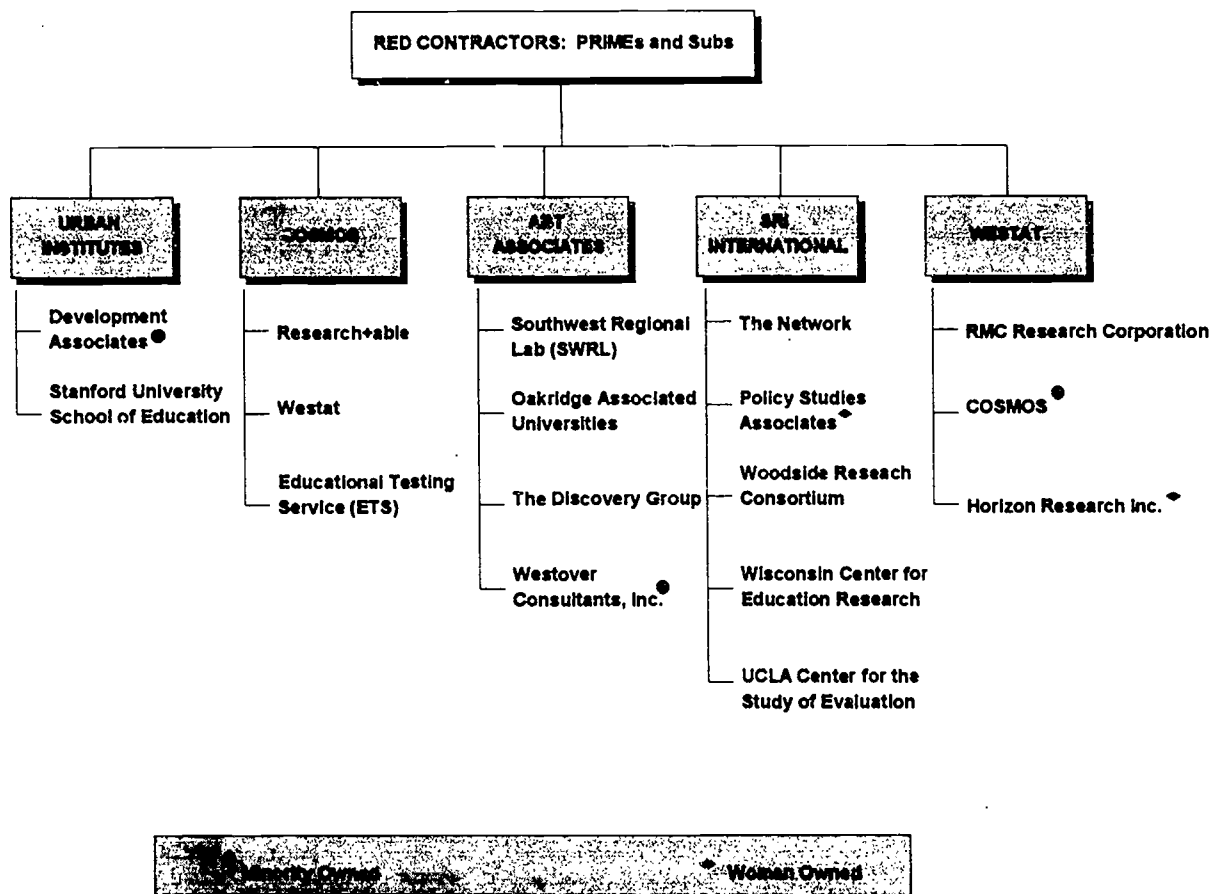 RED CONTRACTORS: PRIMEs and Subs
URBAN
INSTITUTES
COSMOS
ABT
ASSOCIATES
SRI
INTERNATIONAL
WESTAT
Development
Associates
Stanford University
School of Education
Research+able
Westat
Educational Testing
Service (ETS)
Southwest Regional
Lab (SWRL)
Oakridge Associated
Universities
The Discovery Group
Westover
Consultants, Inc.
The Network
Policy Studies
Associates
Woodside Reseach
Consortium
Wisconsin Center for
Education Research
UCLA Center for the
Study of Evaluation
RMC Research Corporation
COSMOS
Horizon Research Inc.
Minority Owned
Woman Owned